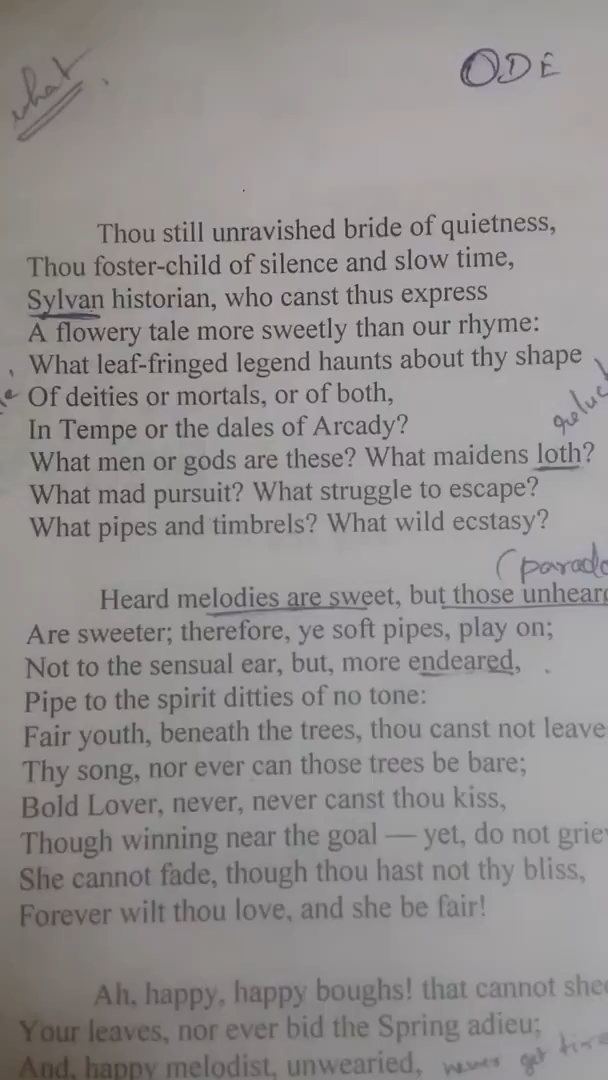 what.
ODE
Thou still unravished bride of quietness,
Thou foster-child of silence and slow time,
Sylvan historian, who canst thus express
A flowery tale more sweetly than our rhyme:
What leaf-fringed legend haunts about thy shape
Of deities or mortals, or of both,
In Tempe or the dales of Arcady?
What men or gods are these? What maidens loth?
What mad pursuit? What struggle to escape?
What pipes and timbrels? What wild ecstasy?
(parado
Heard melodies are sweet, but those unhear
Are sweeter; therefore, ye soft pipes, play on;
Not to the sensual ear, but, more endeared,
Pipe to the spirit ditties of no tone:
Fair youth, beneath the trees, thou canst not leave
Thy song, nor ever can those trees be bare;
Bold Lover, never, never canst thou kiss,
Though winning near the goal — yet, do not grie
She cannot fade, though thou hast not thy bliss,
Forever wilt thou love, and she be fair!
Ah, happy, happy boughs! that cannot she
Your leaves, nor ever bid the Spring adieu;
And, happy melodist, unwearied, never get tire